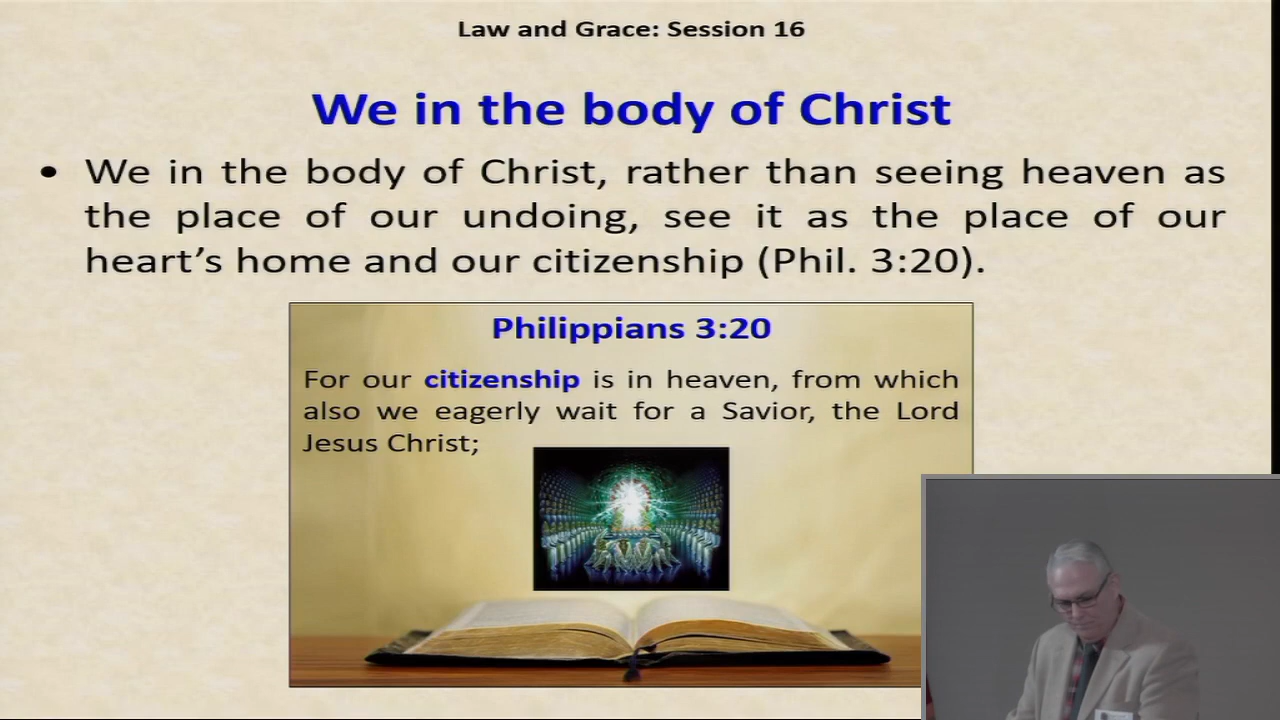 Law and Grace: Session 16
We in the body of Christ
• We in the body of Christ, rather than seeing heaven as
the place of our undoing, see it as the place of our
heart’s home and our citizenship (Phil. 3:20).
Philippians 3:20
For our citizenship is in heaven, from which
also we eagerly wait for a Savior, the Lord
Jesus Christ;